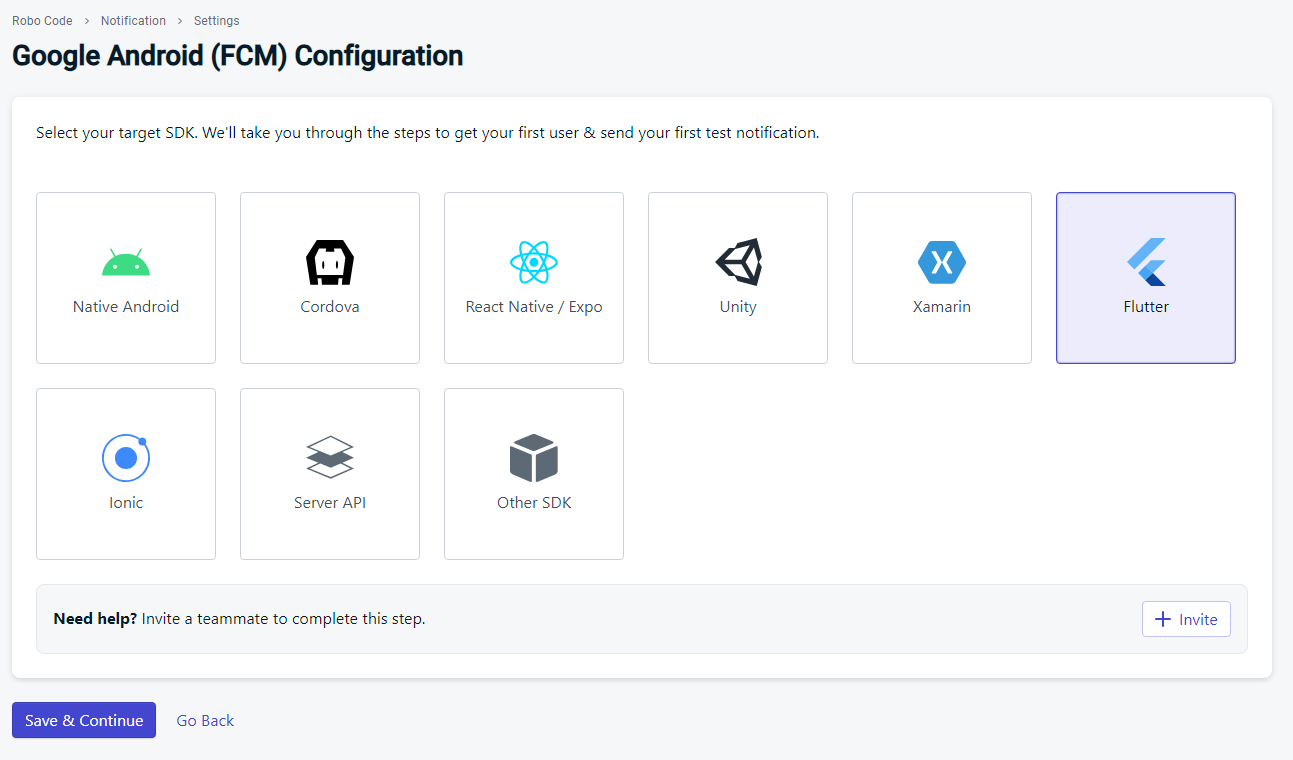 Robo Code > Notification > Settings
Google Android (FCM) Configuration
Select your target SDK. We'll take you through the steps to get your first user & send your first test notification.
Native Android
Cordova
React Native / Expo
Unity
Xamarin
Flutter
Ionic
Server API
Other SDK
Need help? Invite a teammate to complete this step.
+ Invite
Save & Continue
Go Back